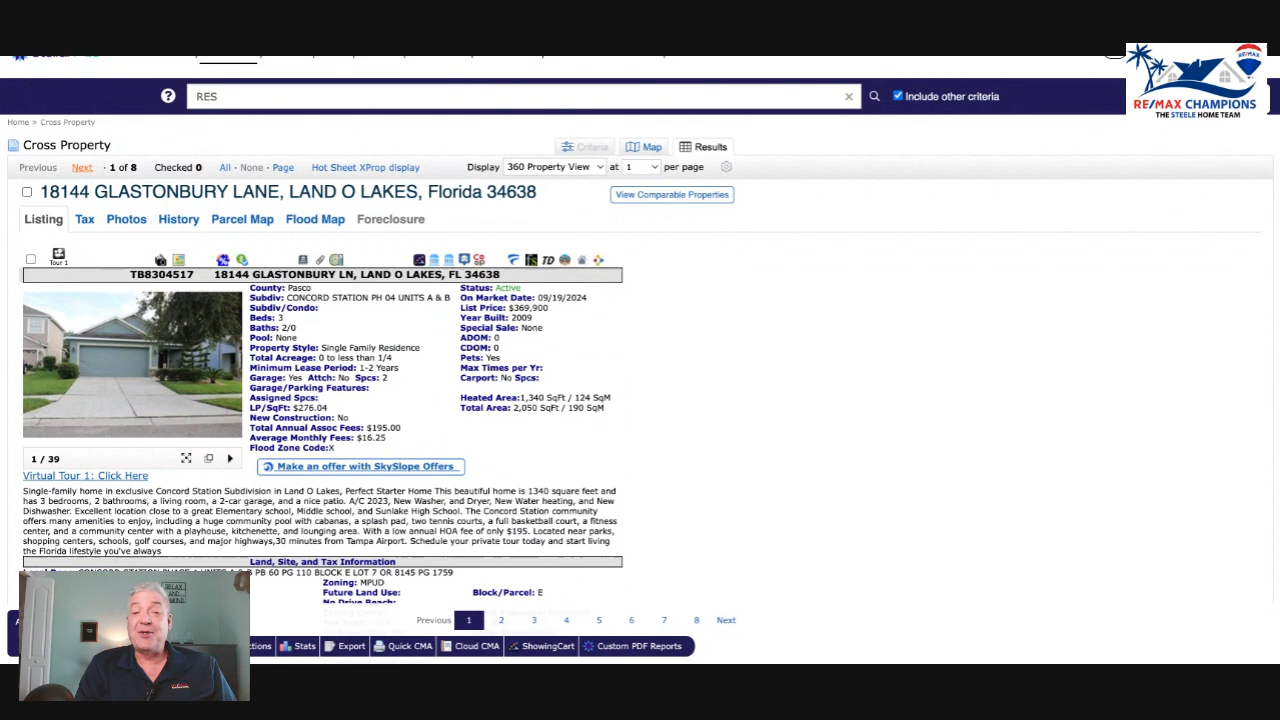 RE/MAX
RE/MAX CHAMPIONS
THE STEELE HOME TEAM
RES
Include other criteria
Home > Cross Property
Cross Property
Criteria Map Results
Previous Next · 1 of 8 Checked 0 All · None · Page Hot Sheet XProp display Display 360 Property View at 1 per page
18144 GLASTONBURY LANE, LAND O LAKES, Florida 34638
View Comparable Properties
Listing Tax Photos History Parcel Map Flood Map Foreclosure
Tour 1
TB8304517 18144 GLASTONBURY LN, LAND O LAKES, FL 34638
County: Pasco Status: Active
Subdiv: CONCORD STATION PH 04 UNITS A & B On Market Date: 09/19/2024
Subdiv/Condo: List Price: $369,900
Beds: 3 Year Built: 2009
Baths: 2/0 Special Sale: None
Pool: None ADOM: 0
Property Style: Single Family Residence CDOM: 0
Total Acreage: 0 to less than 1/4 Pets: Yes
Minimum Lease Period: 1-2 Years Max Times per Yr:
Garage: Yes Attch: No Spcs: 2 Carport: No Spcs:
Garage/Parking Features:
Assigned Spcs: Heated Area:1,340 SqFt / 124 SqM
LP/SqFt: $276.04 Total Area: 2,050 SqFt / 190 SqM
New Construction: No
Total Annual Assoc Fees: $195.00
Average Monthly Fees: $16.25
Flood Zone Code:X
1 / 39
Make an offer with SkySlope Offers
Virtual Tour 1: Click Here
Single-family home in exclusive Concord Station Subdivision in Land O Lakes, Perfect Starter Home This beautiful home is 1340 square feet and
has 3 bedrooms, 2 bathrooms, a living room, a 2-car garage, and a nice patio. A/C 2023, New Washer, and Dryer, New Water heating, and New
Dishwasher. Excellent location close to a great Elementary school, Middle school, and Sunlake High School. The Concord Station community
offers many amenities to enjoy, including a huge community pool with cabanas, a splash pad, two tennis courts, a full basketball court, a fitness
center, and a community center with a playhouse, kitchenette, and lounging area. With a low annual HOA fee of only $195. Located near parks,
shopping centers, schools, golf courses, and major highways,30 minutes from Tampa Airport. Schedule your private tour today and start living
the Florida lifestyle you've always
Land, Site, and Tax Information
PB 60 PG 110 BLOCK E LOT 7 OR 8145 PG 1759
Zoning: MPUD
Future Land Use: Block/Parcel: E
No Drive Beach:
RELAX
AND
Previous 1 2 3 4 5 6 7 8 Next
Stats Export Quick CMA Cloud CMA ShowingCart Custom PDF Reports